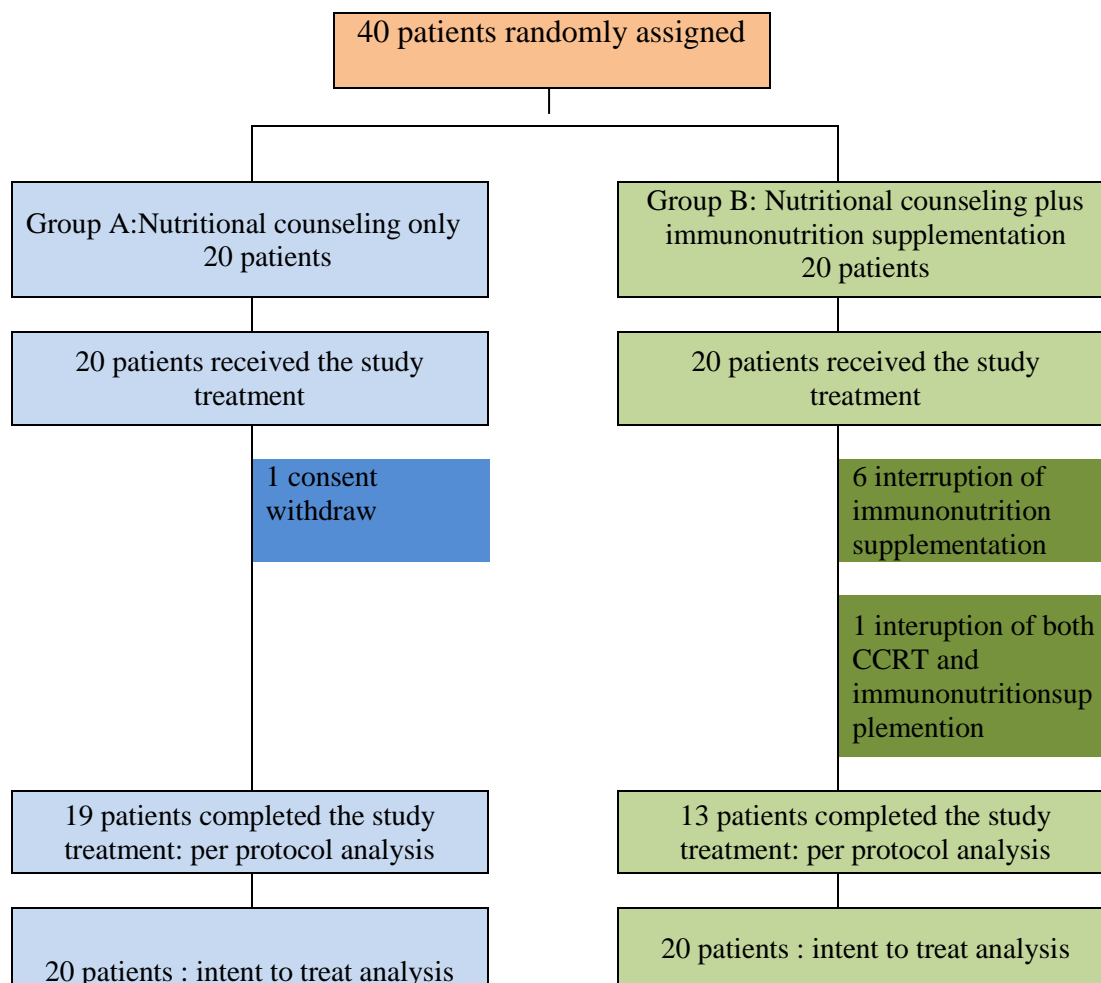 40 patients randomly assigned
Group A:Nutritional counseling only
20 patients
Group B: Nutritional counseling plus
immunonutrition supplementation
20 patients
20 patients received the study
treatment
20 patients received the study
treatment
1 consent
withdraw
6 interruption of
immunonutrition
supplementation
1 interuption of both
CCRT and
immunonutritionsup
plemention
19 patients completed the study
treatment: per protocol analysis
13 patients completed the study
treatment: per protocol analysis
20 patients : intent to treat analysis
20 patients : intent to treat analysis